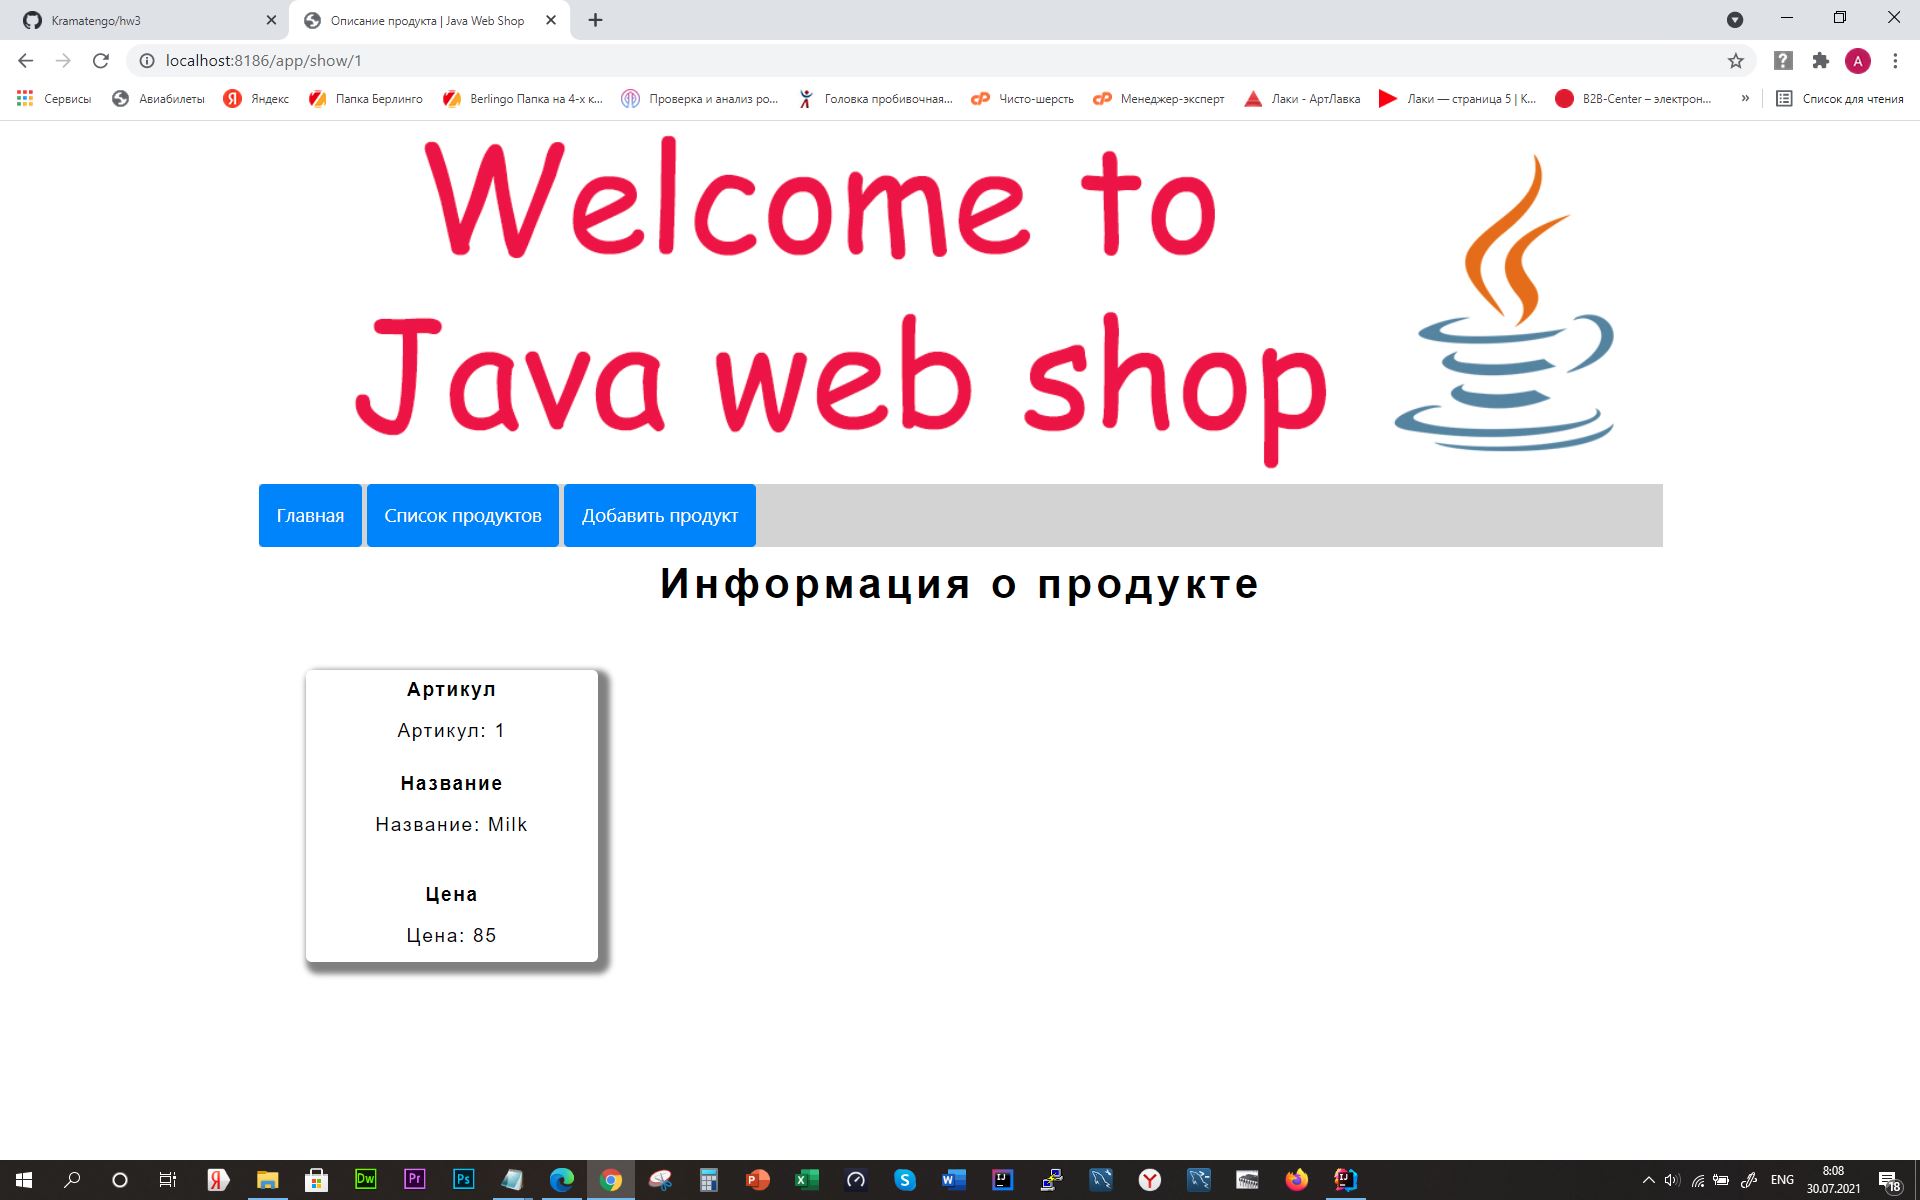 Kramatengo/hw3
Описание продукта | Java Web Shop
localhost:8186/app/show/1
A
Сервисы
Авиабилеты
Яндекс
Папка Берлинго
Berlingo Папка на 4-х к...
Проверка и анализ ро...
Головка пробивочная...
Чисто-шерсть
Менеджер-эксперт
Лаки - АртЛавка
Лаки — страница 5 | К...
B2B-Center – электрон...
»
Список для чтения
Welcome to
Java web shop
Главная
Список продуктов
Добавить продукт
Информация о продукте
Артикул
Артикул: 1
Название
Название: Milk
Цена
Цена: 85
Dw
Pr
Ps
ENG
8:08
30.07.2021
18